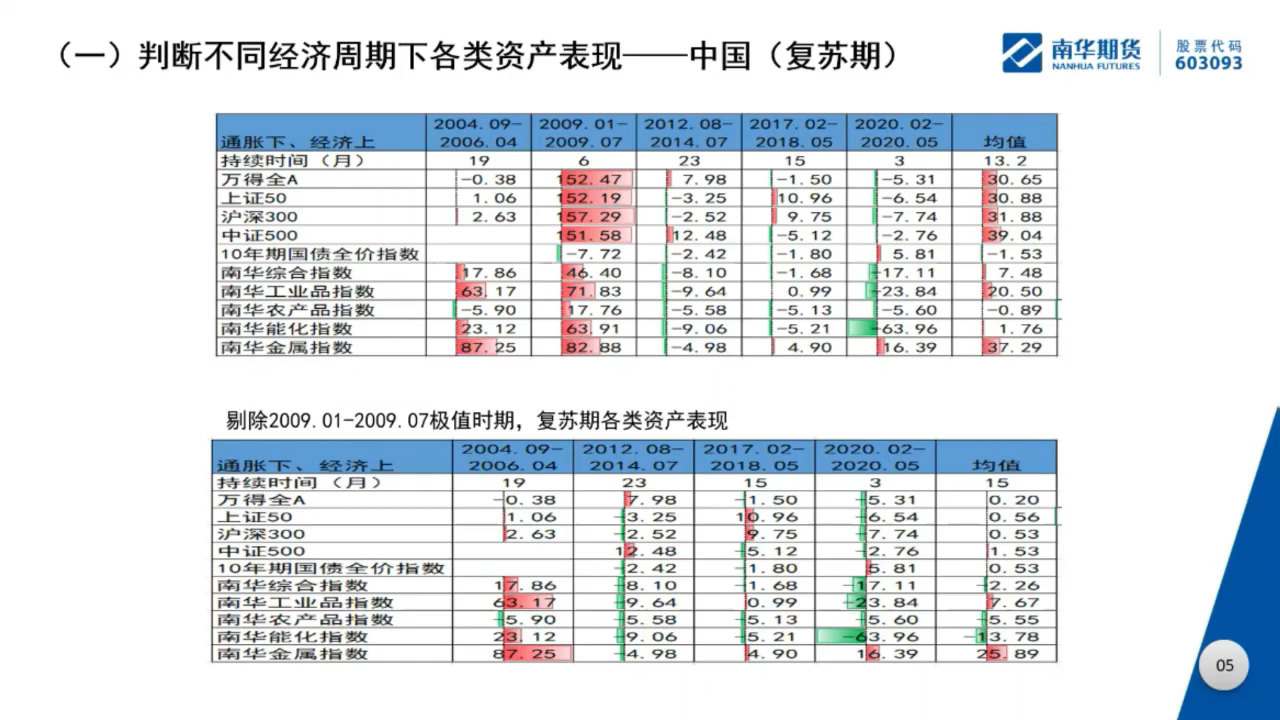 （一）判断不同经济周期下各类资产表现——中国（复苏期）
南华期货
NANHUA FUTURES
股票代码
603093
通胀下、经济上 2004.09-2006.04 2009.01-2009.07 2012.08-2014.07 2017.02-2018.05 2020.02-2020.05 均值
持续时间（月） 19 6 23 15 3 13.2
万得全A -0.38 152.47 7.98 -1.50 -5.31 30.65
上证50 1.06 152.19 -3.25 10.96 -6.54 30.88
沪深300 2.63 157.29 -2.52 9.75 -7.74 31.88
中证500 151.58 12.48 -5.12 -2.76 39.04
10年期国债全价指数 -7.72 -2.42 -1.80 5.81 -1.53
南华综合指数 17.86 46.40 -8.10 -1.68 -17.11 7.48
南华工业品指数 63.17 71.83 -9.64 0.99 -23.84 20.50
南华农产品指数 -5.90 17.76 -5.58 -5.13 -5.60 -0.89
南华能化指数 23.12 63.91 -9.06 -5.21 -63.96 1.76
南华金属指数 87.25 82.88 -4.98 4.90 16.39 37.29
剔除2009.01-2009.07极值时期，复苏期各类资产表现
通胀下、经济上 2004.09-2006.04 2012.08-2014.07 2017.02-2018.05 2020.02-2020.05 均值
持续时间（月） 19 23 15 3 15
万得全A -0.38 7.98 -1.50 -5.31 0.20
上证50 1.06 -3.25 10.96 -6.54 0.56
沪深300 2.63 -2.52 9.75 -7.74 0.53
中证500 12.48 -5.12 -2.76 1.53
10年期国债全价指数 -2.42 -1.80 5.81 0.53
南华综合指数 17.86 -8.10 -1.68 -17.11 -2.26
南华工业品指数 63.17 -9.64 0.99 -23.84 7.67
南华农产品指数 -5.90 -5.58 -5.13 -5.60 -5.55
南华能化指数 23.12 -9.06 -5.21 -63.96 -13.78
南华金属指数 87.25 -4.98 4.90 16.39 25.89
05